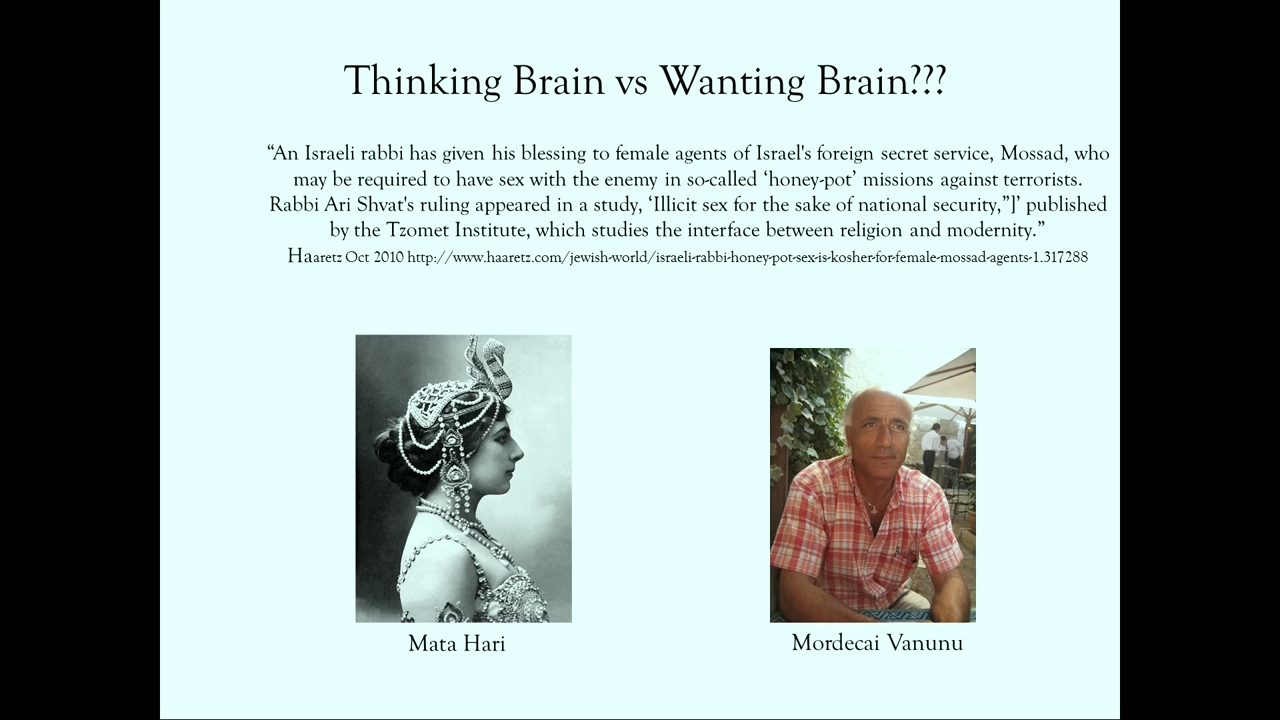 Thinking Brain vs Wanting Brain???
“An Israeli rabbi has given his blessing to female agents of Israel's foreign secret service, Mossad, who
may be required to have sex with the enemy in so-called ‘honey-pot’ missions against terrorists.
Rabbi Ari Shvat's ruling appeared in a study, ‘Illicit sex for the sake of national security,”]’ published
by the Tzomet Institute, which studies the interface between religion and modernity.”
Haaretz Oct 2010 http://www.haaretz.com/jewish-world/israeli-rabbi-honey-pot-sex-is-kosher-for-female-mossad-agents-1.317288
Mata Hari
Mordecai Vanunu